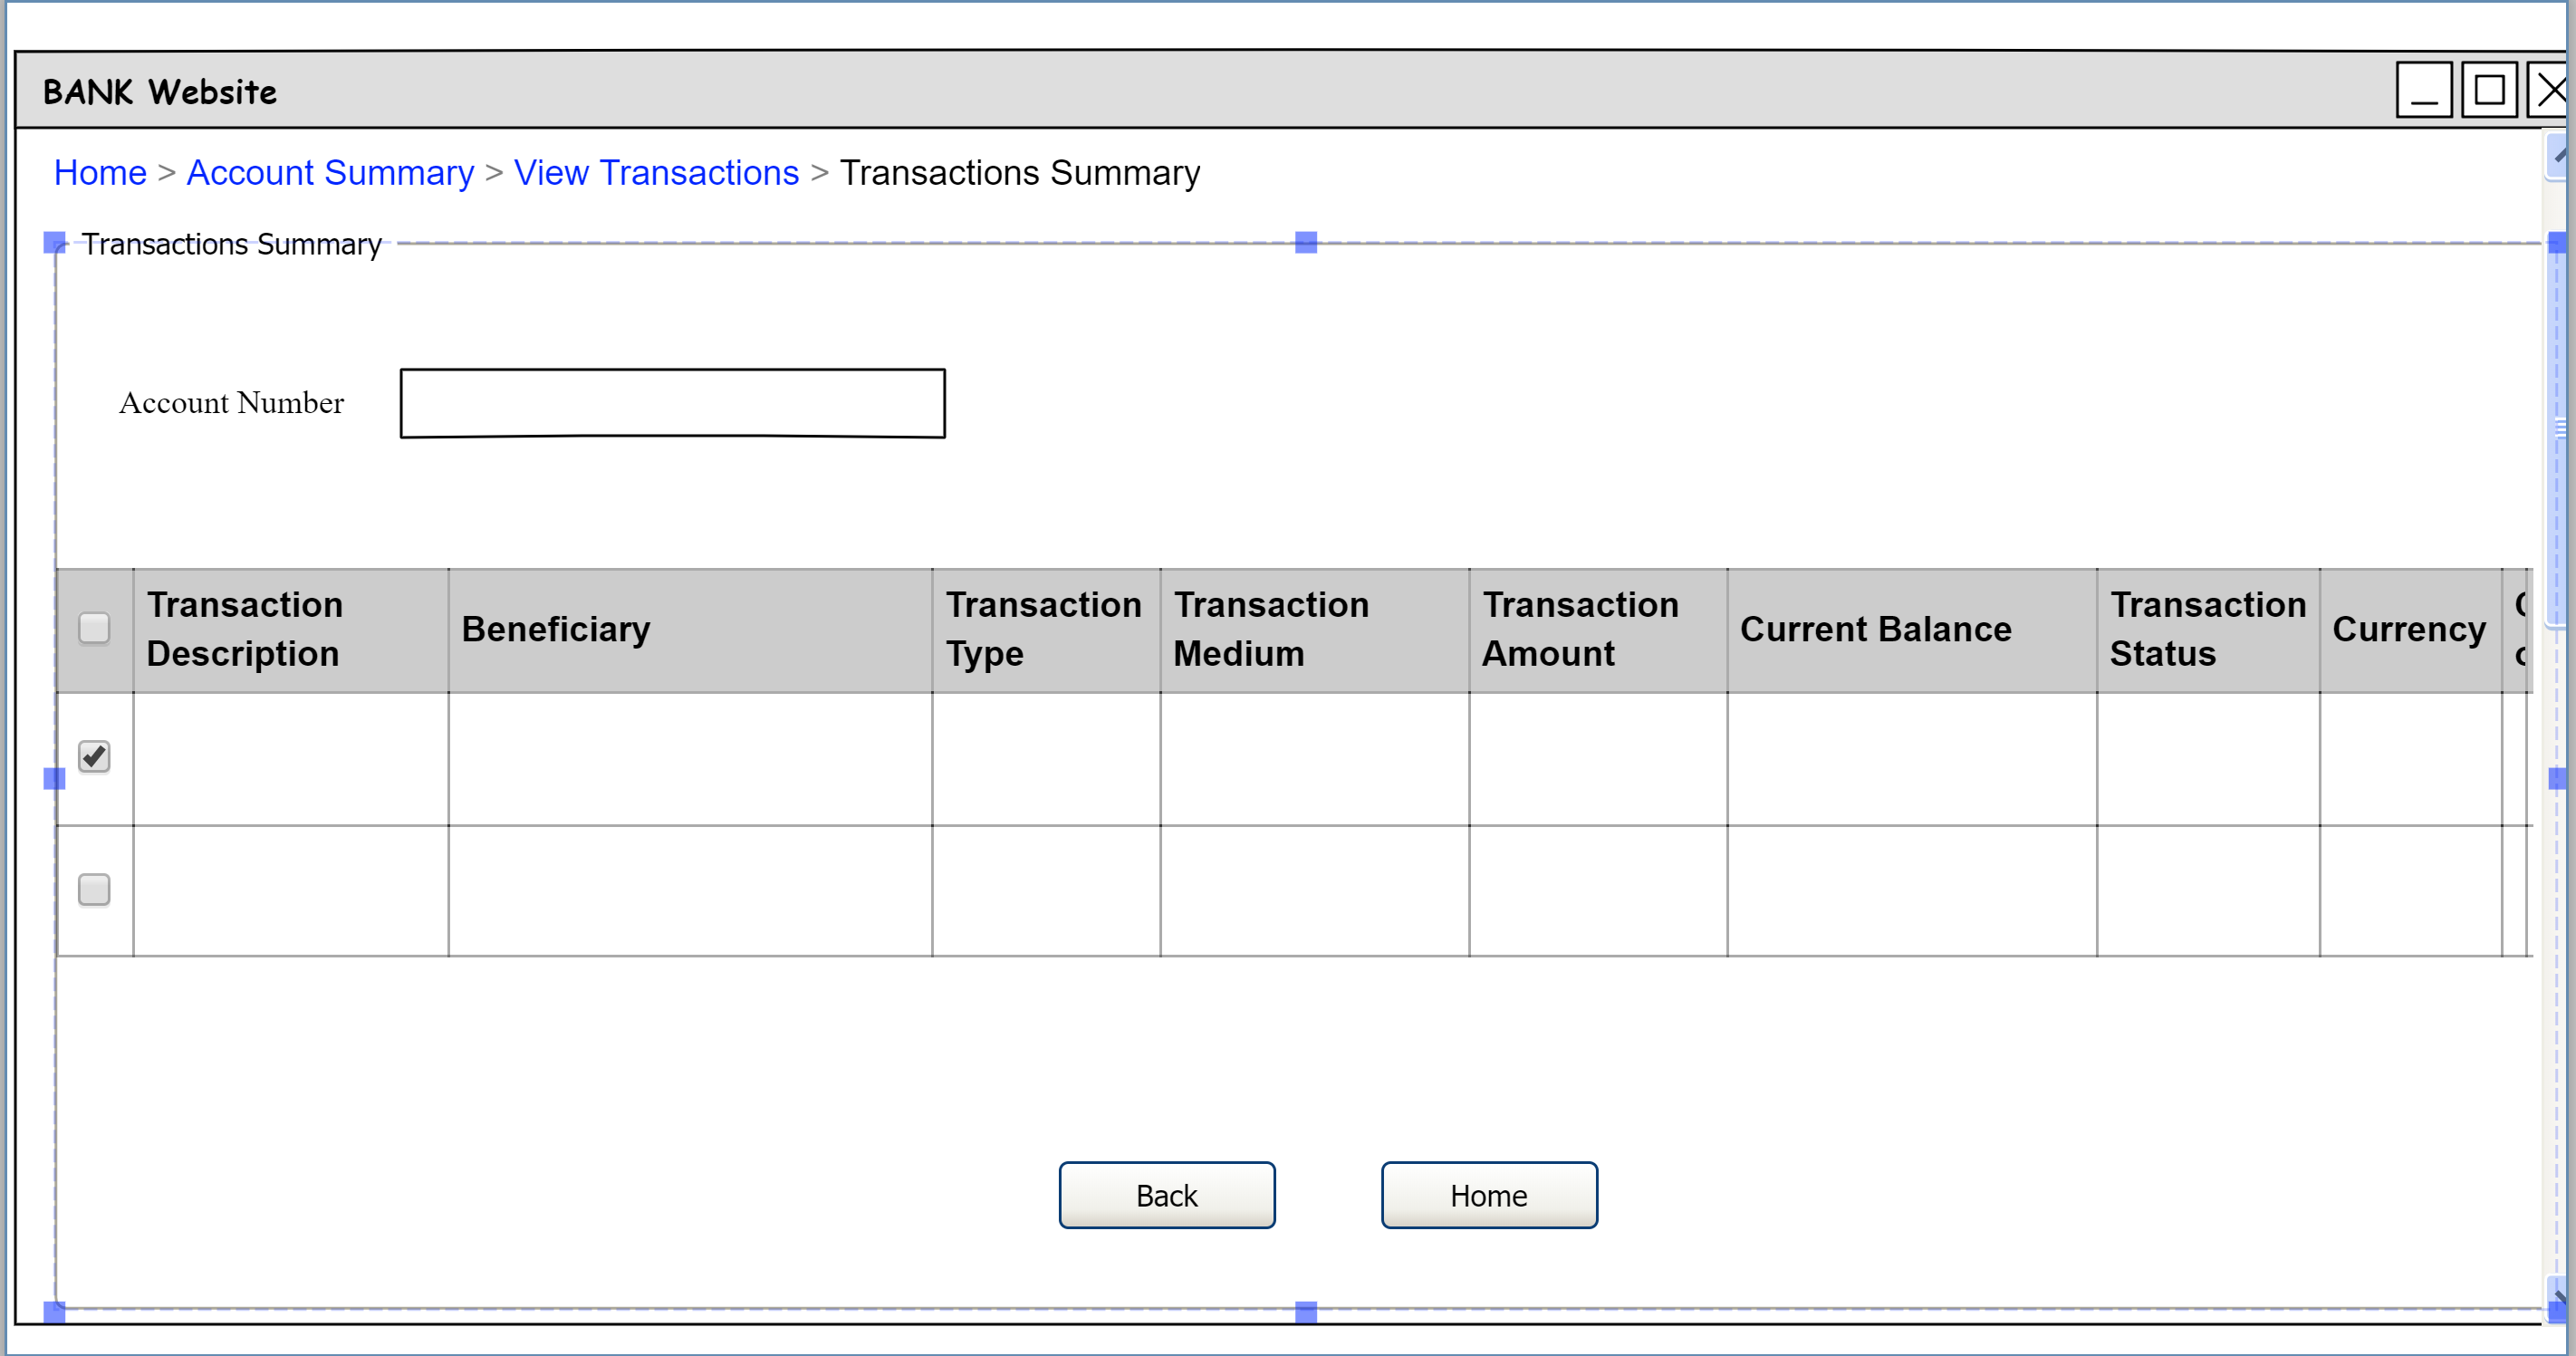 BANK Website
Home > Account Summary > View Transactions > Transactions Summary
Transactions Summary
Account Number
Transaction Description
Beneficiary
Transaction Type
Transaction Medium
Transaction Amount
Current Balance
Transaction Status
Currency
Back
Home